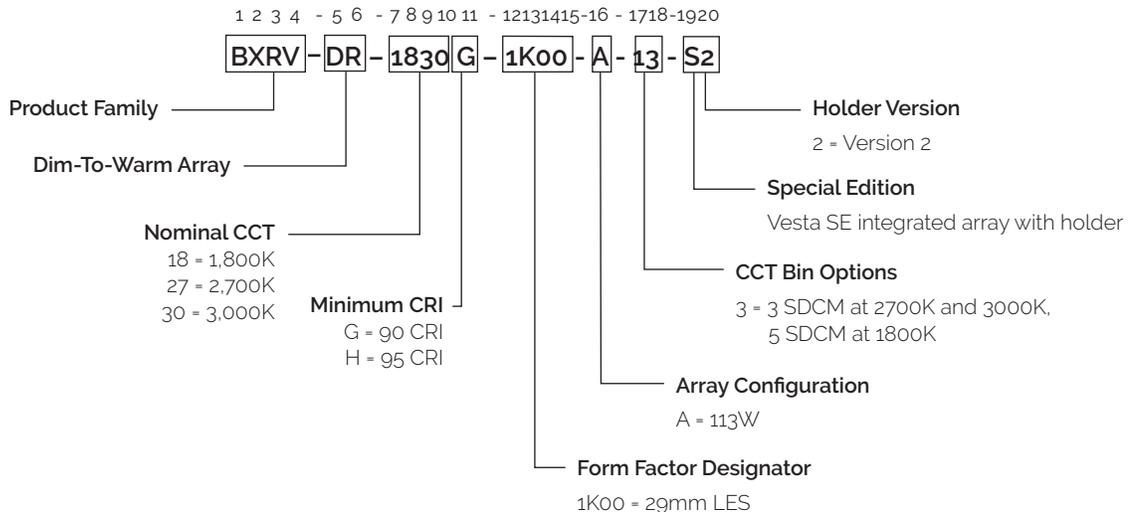 1 2 3 4 - 5 6 - 7 8 9 10 11 - 12131415-16 - 1718-1920
BXRV - DR - 1830 G - 1K00 - A - 13 - S2
Product Family
Holder Version
2 = Version 2
Dim-To-Warm Array
Special Edition
Vesta SE integrated array with holder
Nominal CCT
18 = 1,800K
27 = 2,700K
30 = 3,000K
CCT Bin Options
3 = 3 SDCM at 2700K and 3000K,
5 SDCM at 1800K
Minimum CRI
G = 90 CRI
H = 95 CRI
Array Configuration
A = 113W
Form Factor Designator
1K00 = 29mm LES